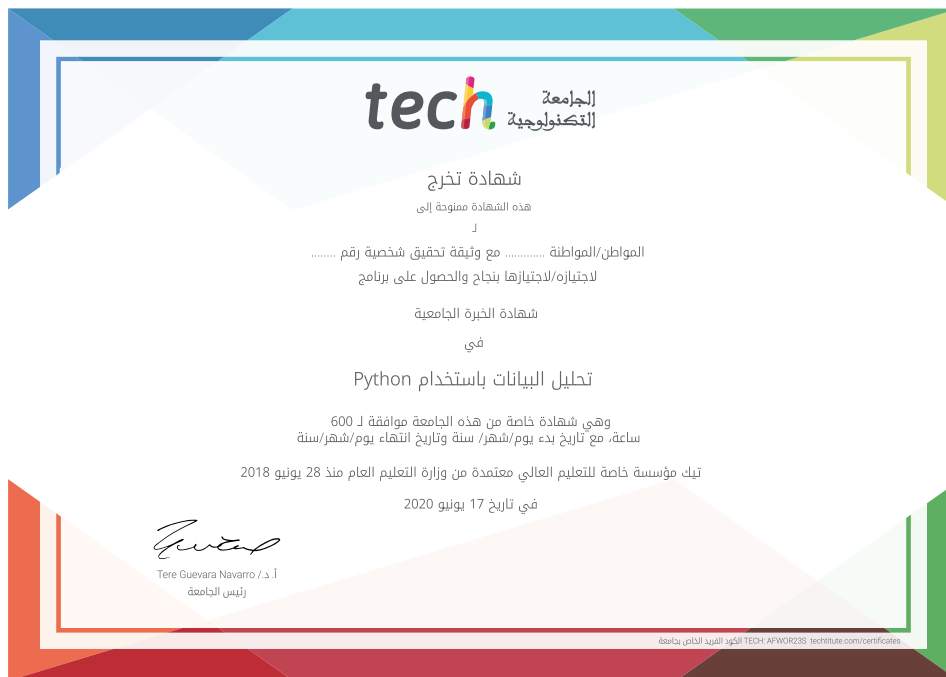 tech الجامعة
التكنولوجية
شهادة تخرج
هذه الشهادة ممنوحة إلى
لـ
المواطن/المواطنة ............. مع وثيقة تحقيق شخصية رقم ........
لاجتيازه/لاجتيازها بنجاح والحصول على برنامج
شهادة الخبرة الجامعية
في
تحليل البيانات باستخدام Python
وهي شهادة خاصة من هذه الجامعة موافقة لـ 600
ساعة، مع تاريخ بدء يوم/شهر/ سنة وتاريخ انتهاء يوم/شهر/سنة
تيك مؤسسة خاصة للتعليم العالي معتمدة من وزارة التعليم العام منذ 28 يونيو 2018
في تاريخ 17 يونيو 2020
أ. د./ Tere Guevara Navarro
رئيس الجامعة
الكود الفريد الخاص بجامعة TECH: AFWOR23S techtitute.com/certificates